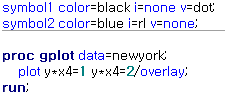 symbol1 color=black i=none v=dot;
symbol2 color=blue i=rl v=none;
proc gplot data=newyork;
plot y*x4=1 y*x4=2/overlay;
run;